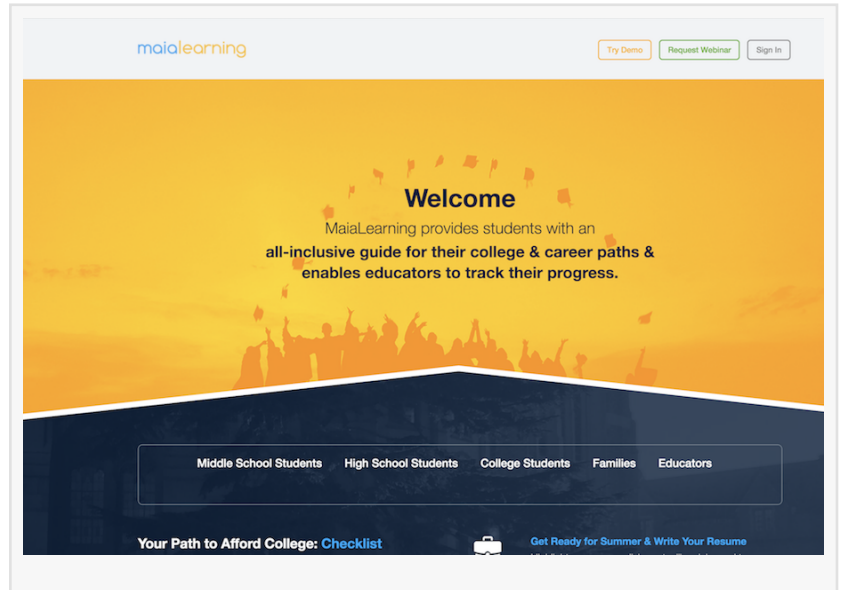 maialearning
Try Demo
Request Webinar
Sign In
Welcome
MaiaLearning provides students with an
all-inclusive guide for their college & career paths &
enables educators to track their progress.
Middle School Students
High School Students
College Students
Families
Educators
Your Path to Afford College: Checklist
Get Ready for Summer & Write Your Resume